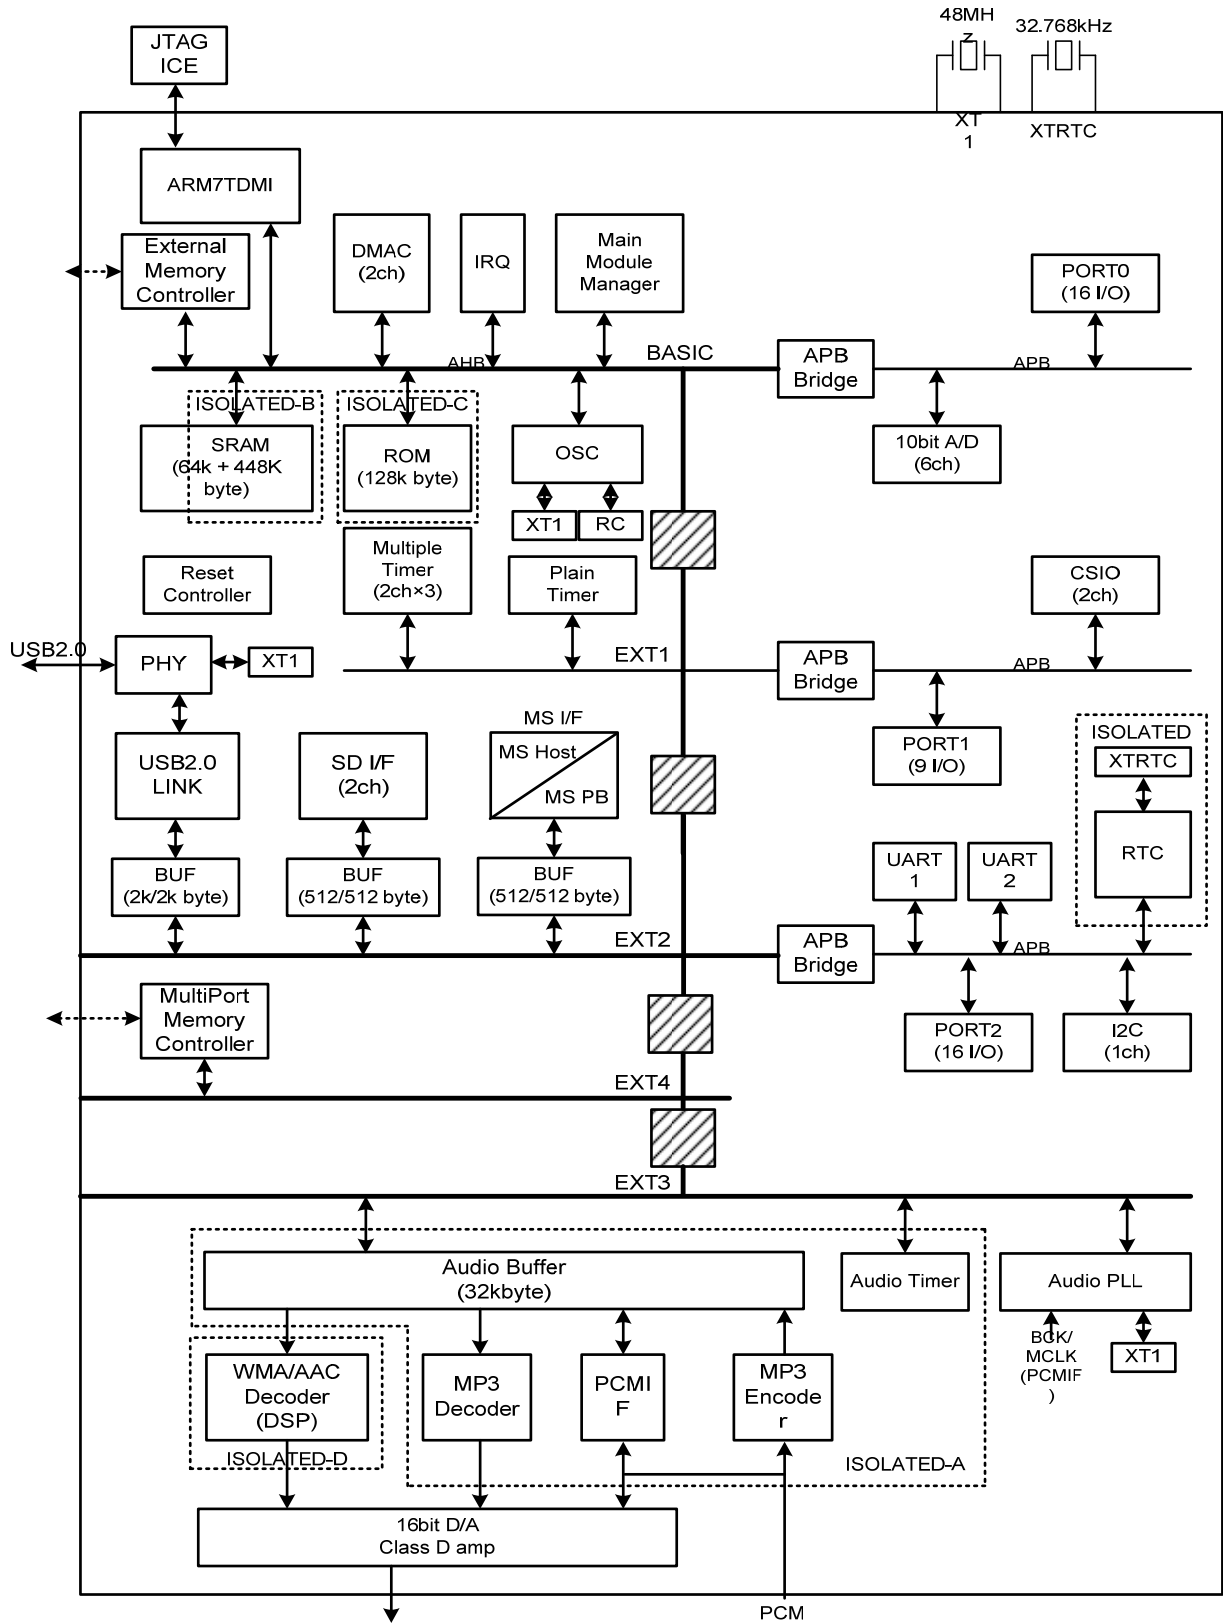 48MH
z
32.768kHz
JTAG
ICE
XT
1
XTRTC
ARM7TDMI
External
Memory
Controller
DMAC
(2ch)
IRQ
Main
Module
Manager
PORT0
(16 I/O)
AHB
BASIC
APB
Bridge
APB
ISOLATED-B
SRAM
(64k + 448K
byte)
ISOLATED-C
ROM
(128k byte)
OSC
XT1
RC
10bit A/D
(6ch)
Reset
Controller
Multiple
Timer
(2ch×3)
Plain
Timer
CSIO
(2ch)
USB2.0
PHY
XT1
EXT1
APB
Bridge
APB
USB2.0
LINK
SD I/F
(2ch)
MS I/F
MS Host
MS PB
PORT1
(9 I/O)
ISOLATED
XTRTC
RTC
BUF
(2k/2k byte)
BUF
(512/512 byte)
BUF
(512/512 byte)
UART
1
UART
2
EXT2
APB
Bridge
APB
MultiPort
Memory
Controller
PORT2
(16 I/O)
I2C
(1ch)
EXT4
EXT3
Audio Buffer
(32kbyte)
Audio Timer
Audio PLL
BCK/
MCLK
(PCMIF
)
XT1
WMA/AAC
Decoder
(DSP)
MP3
Decoder
PCMI
F
MP3
Encode
r
ISOLATED-D
ISOLATED-A
16bit D/A
Class D amp
PCM